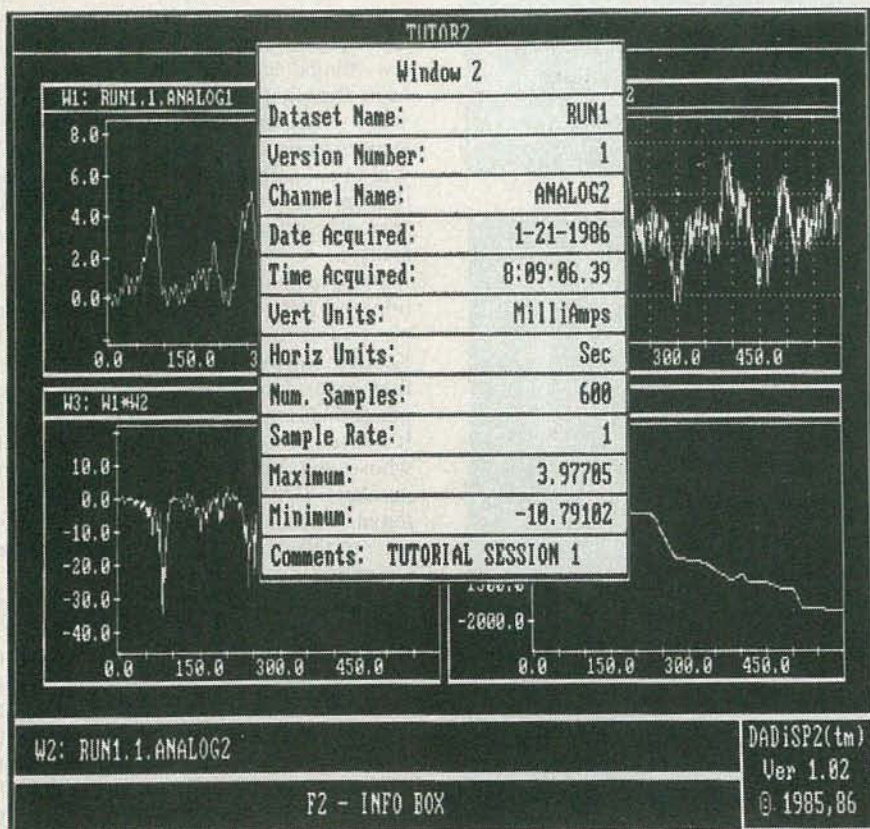 TUTOR2
W1: RUN1.1.ANALOG1
8.0
6.0
4.0
2.0
0.0
0.0 150.0 3
Window 2
Dataset Name: RUN1
Version Number: 1
Channel Name: ANALOG2
Date Acquired: 1-21-1986
Time Acquired: 8:09:06.39
Vert Units: MilliAmps
Horiz Units: Sec
Num. Samples: 600
Sample Rate: 1
Maximum: 3.97705
Minimum: -10.79102
Comments: TUTORIAL SESSION 1
2
300.0 450.0
W3: W1*W2
10.0
0.0
-10.0
-20.0
-30.0
-40.0
0.0 150.0 300.0 450.0
-2000.0
0.0 150.0 300.0 450.0
W2: RUN1.1.ANALOG2
F2 - INFO BOX
DADiSP2(tm)
Ver 1.02
© 1985,86